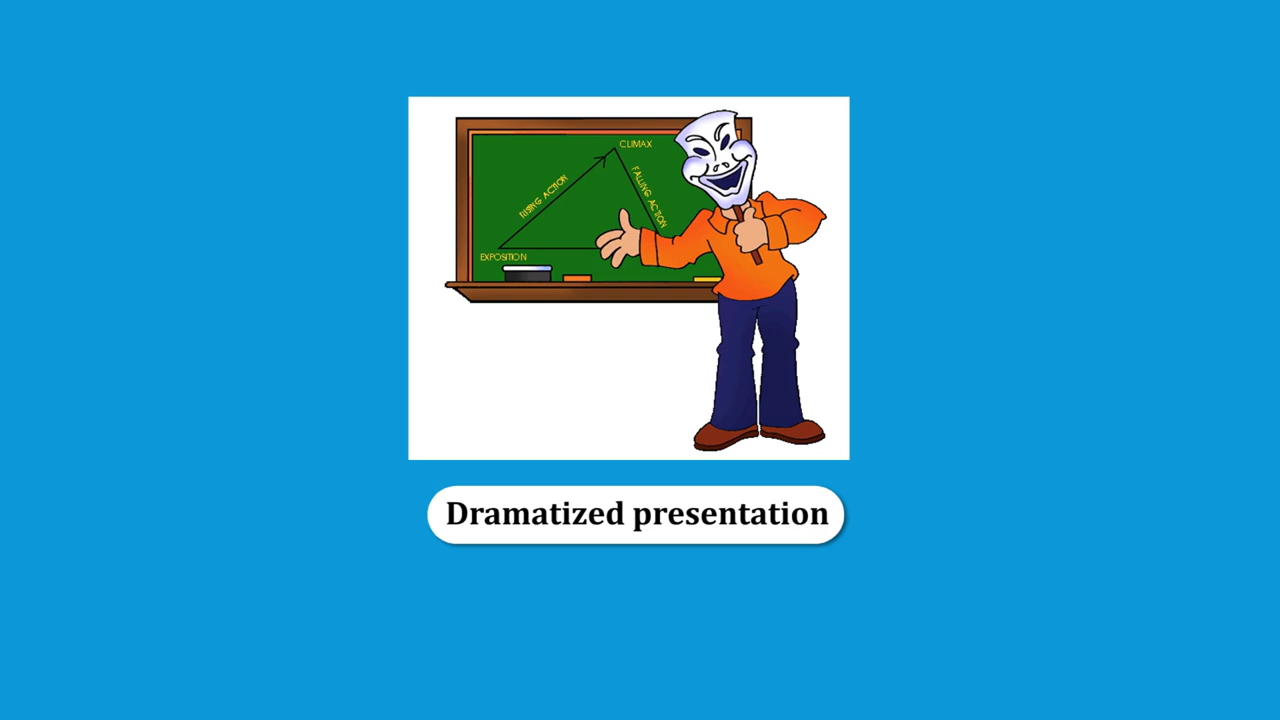 CLIMAX
RISING ACTION
FALLING ACTION
EXPOSITION
Dramatized presentation